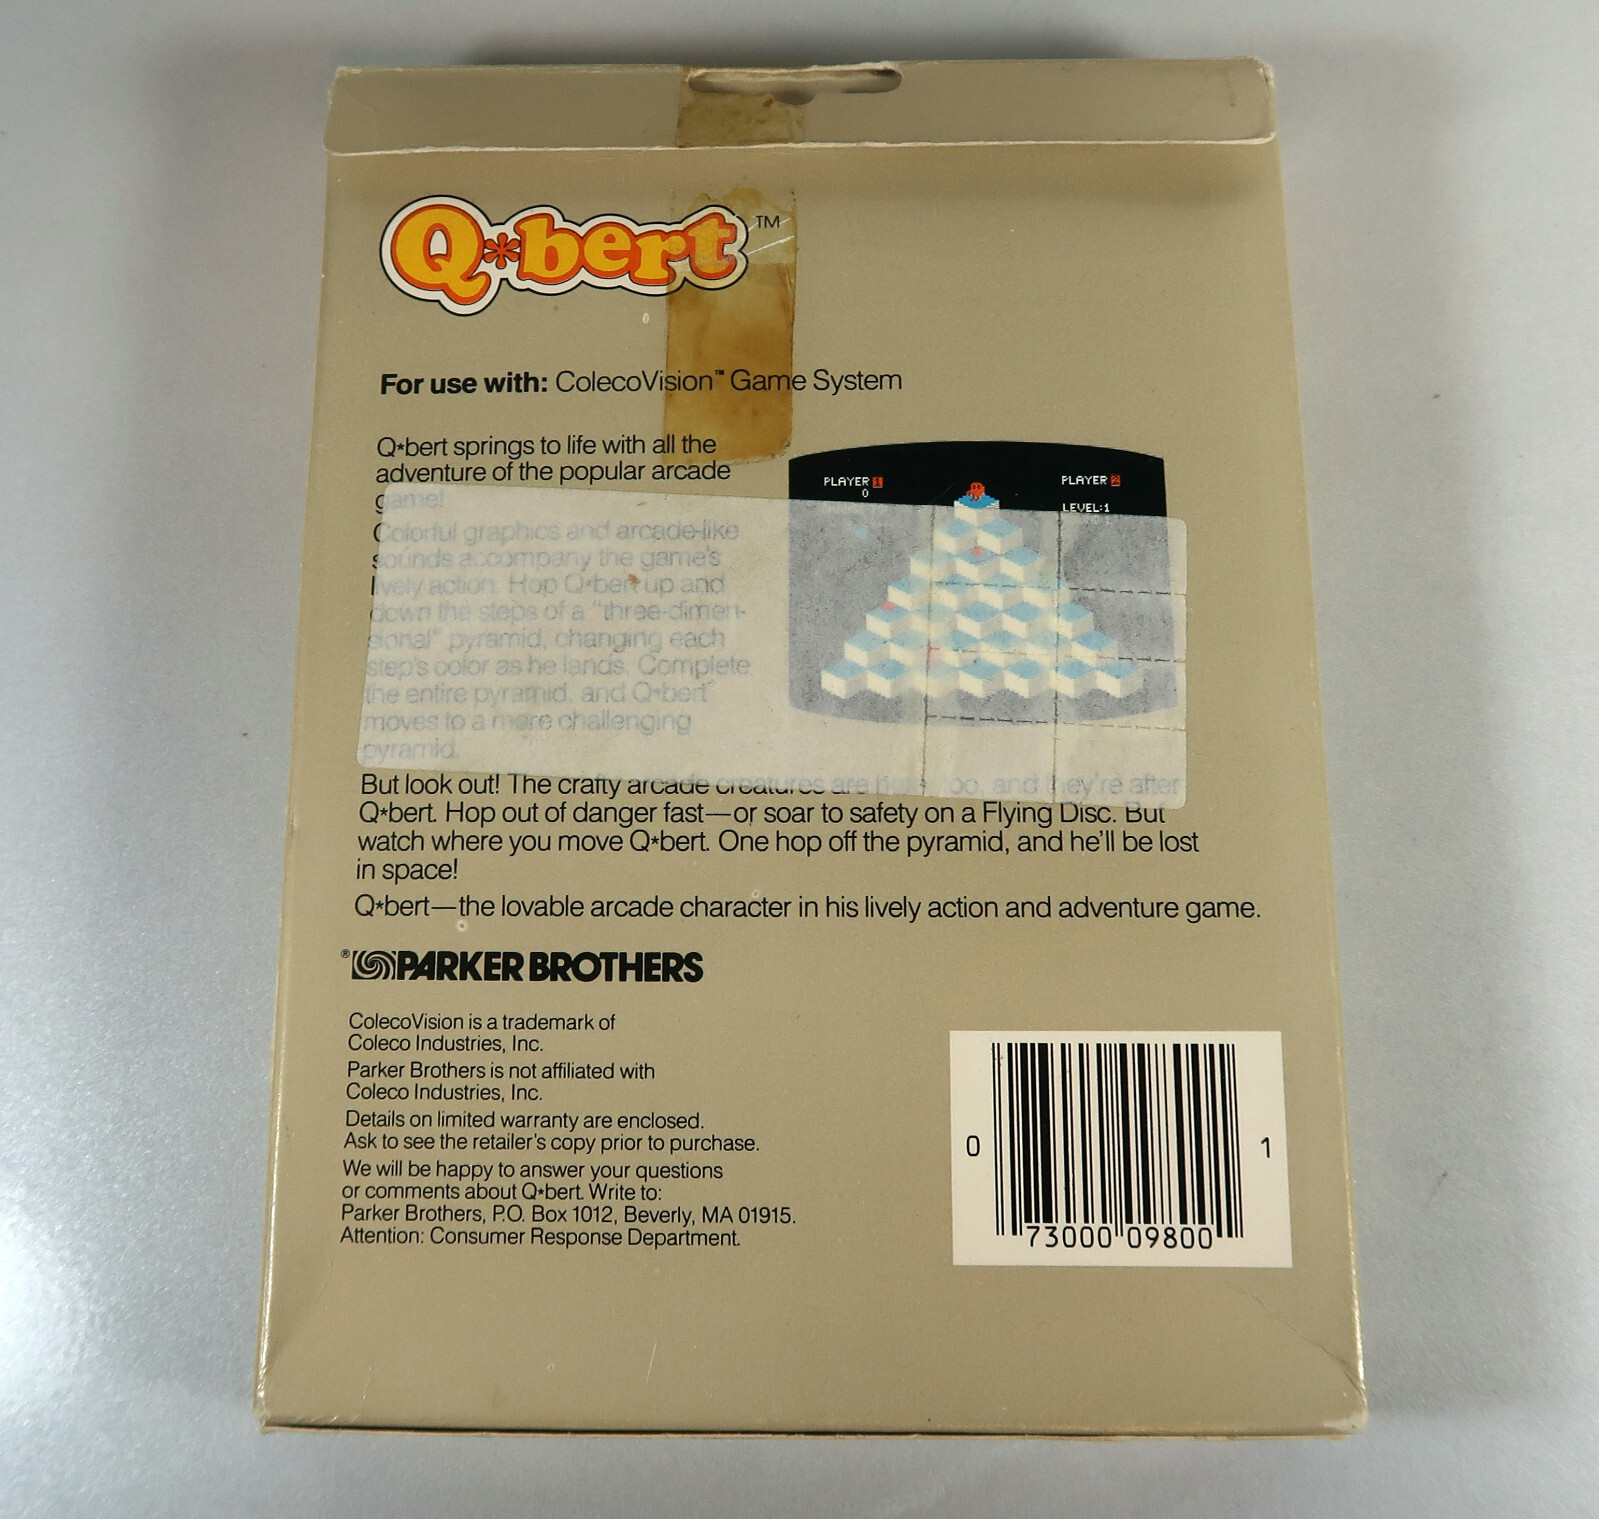 Q*bert™
For use with: ColecoVision™ Game System
Q*bert springs to life with all the
adventure of the popular arcade
game!
Colorful graphics and arcade-like
sounds accompany the game's
lively action. Hop Q*bert up and
down the steps of a "three-dimen-
sional" pyramid, changing each
step's color as he lands. Complete
the entire pyramid, and Q*bert
moves to a more challenging
pyramid.
PLAYER 1
0
PLAYER 2
LEVEL:1
But look out! The crafty arcade creatures are here, too, and they're after
Q*bert. Hop out of danger fast—or soar to safety on a Flying Disc. But
watch where you move Q*bert. One hop off the pyramid, and he'll be lost
in space!
Q*bert—the lovable arcade character in his lively action and adventure game.
®PARKER BROTHERS
ColecoVision is a trademark of
Coleco Industries, Inc.
Parker Brothers is not affiliated with
Coleco Industries, Inc.
Details on limited warranty are enclosed.
Ask to see the retailer's copy prior to purchase.
We will be happy to answer your questions
or comments about Q*bert. Write to:
Parker Brothers, P.O. Box 1012, Beverly, MA 01915.
Attention: Consumer Response Department.
0 73000 09800 1